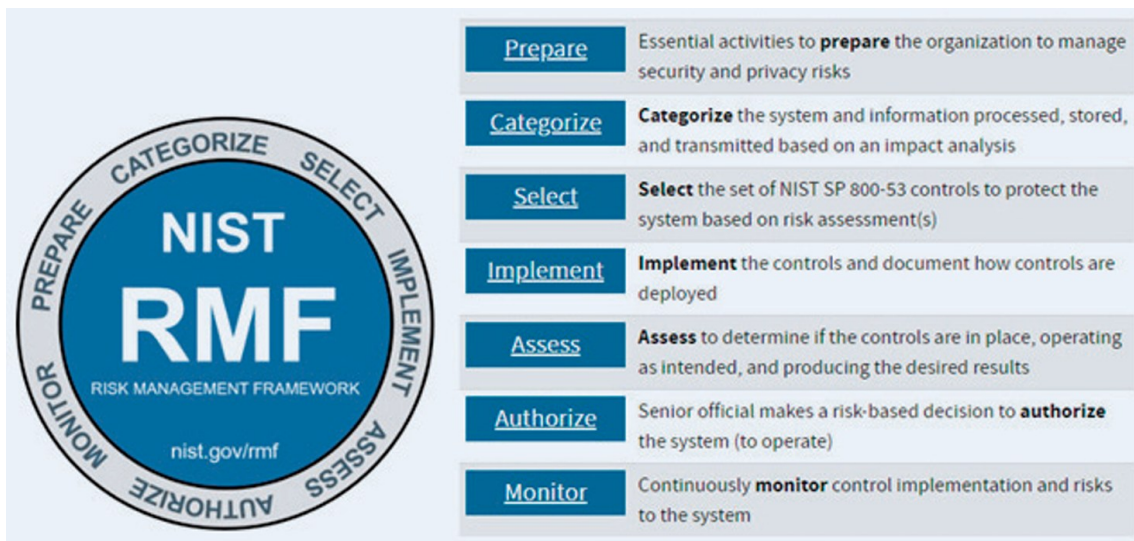 PREPARE
CATEGORIZE
SELECT
IMPLEMENT
ASSESS
AUTHORIZE
MONITOR
NIST
RMF
RISK MANAGEMENT FRAMEWORK
nist.gov/rmf
Prepare
Essential activities to prepare the organization to manage
security and privacy risks
Categorize
Categorize the system and information processed, stored,
and transmitted based on an impact analysis
Select
Select the set of NIST SP 800-53 controls to protect the
system based on risk assessment(s)
Implement
Implement the controls and document how controls are
deployed
Assess
Assess to determine if the controls are in place, operating
as intended, and producing the desired results
Authorize
Senior official makes a risk-based decision to authorize
the system (to operate)
Monitor
Continuously monitor control implementation and risks
to the system